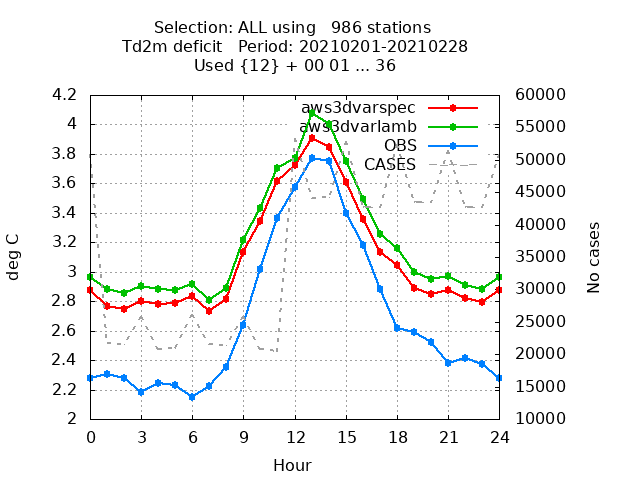 Selection: ALL using   986 stations
Td2m deficit   Period: 20210201-20210228
Used {12} + 00 01 ... 36
aws3dvarspec
aws3dvarlamb
OBS
CASES
4.2
4
3.8
3.6
3.4
3.2
3
2.8
2.6
2.4
2.2
2
60000
55000
50000
45000
40000
35000
30000
25000
20000
15000
10000
deg C
No cases
0 3 6 9 12 15 18 21 24
Hour